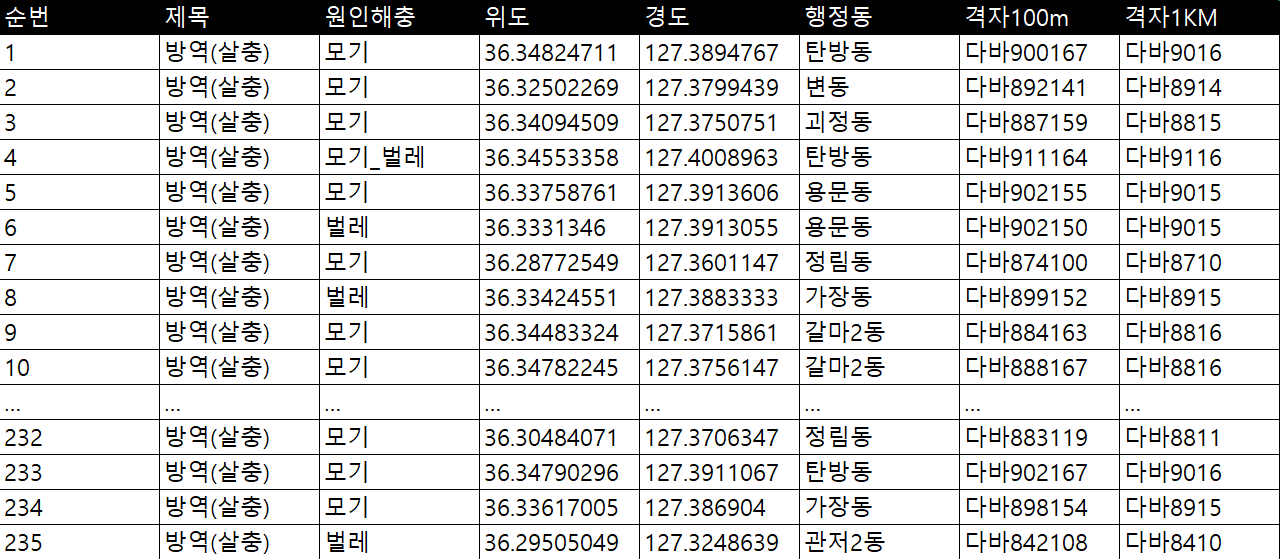 순번 제목 원인해충 위도 경도 행정동 격자100m 격자1KM
1 방역(살충) 모기 36.34824711 127.3894767 탄방동 다바900167 다바9016
2 방역(살충) 모기 36.32502269 127.3799439 변동 다바892141 다바8914
3 방역(살충) 모기 36.34094509 127.3750751 괴정동 다바887159 다바8815
4 방역(살충) 모기_벌레 36.34553358 127.4008963 탄방동 다바911164 다바9116
5 방역(살충) 모기 36.33758761 127.3913606 용문동 다바902155 다바9015
6 방역(살충) 벌레 36.3331346 127.3913055 용문동 다바902150 다바9015
7 방역(살충) 모기 36.28772549 127.3601147 정림동 다바874100 다바8710
8 방역(살충) 벌레 36.33424551 127.3883333 가장동 다바899152 다바8915
9 방역(살충) 모기 36.34483324 127.3715861 갈마2동 다바884163 다바8816
10 방역(살충) 모기 36.34782245 127.3756147 갈마2동 다바888167 다바8816
... ... ... ... ... ... ... ...
232 방역(살충) 모기 36.30484071 127.3706347 정림동 다바883119 다바8811
233 방역(살충) 모기 36.34790296 127.3911067 탄방동 다바902167 다바9016
234 방역(살충) 모기 36.33617005 127.386904 가장동 다바898154 다바8915
235 방역(살충) 벌레 36.29505049 127.3248639 관저2동 다바842108 다바8410